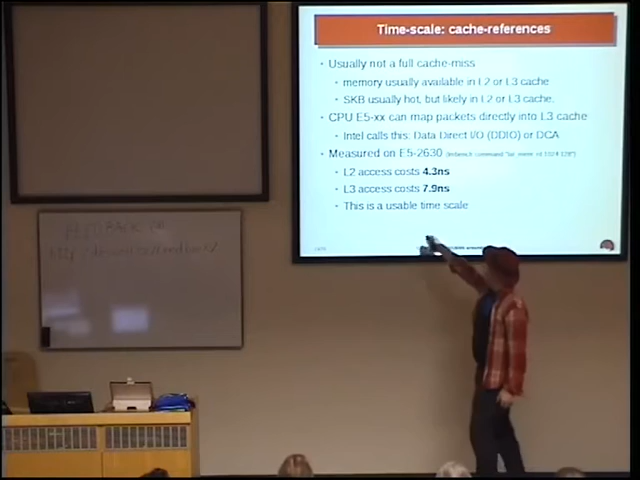 Time-scale: cache-references
• Usually not a full cache-miss
• memory usually available in L2 or L3 cache
• SKB usually hot, but likely in L2 or L3 cache.
• CPU E5-xx can map packets directly into L3 cache
• Intel calls this: Data Direct I/O (DDIO) or DCA
• Measured on E5-2630
• L2 access costs 4.3ns
• L3 access costs 7.9ns
• This is a usable time scale